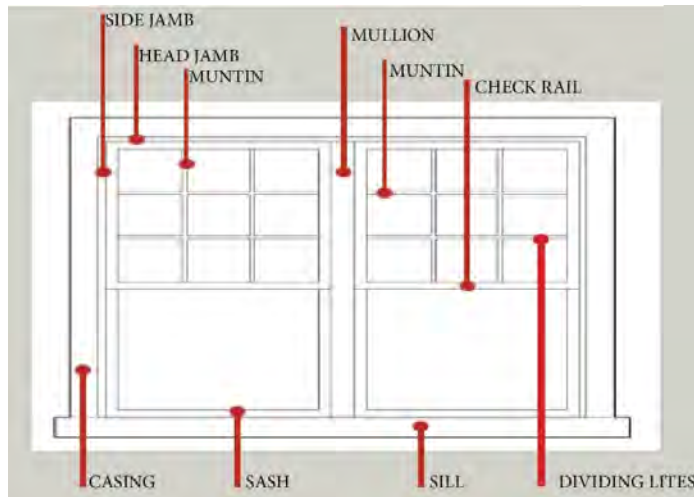 SIDE JAMB
MULLION
HEAD JAMB
MUNTIN
MUNTIN
CHECK RAIL
CASING
SASH
SILL
DIVIDING LITES